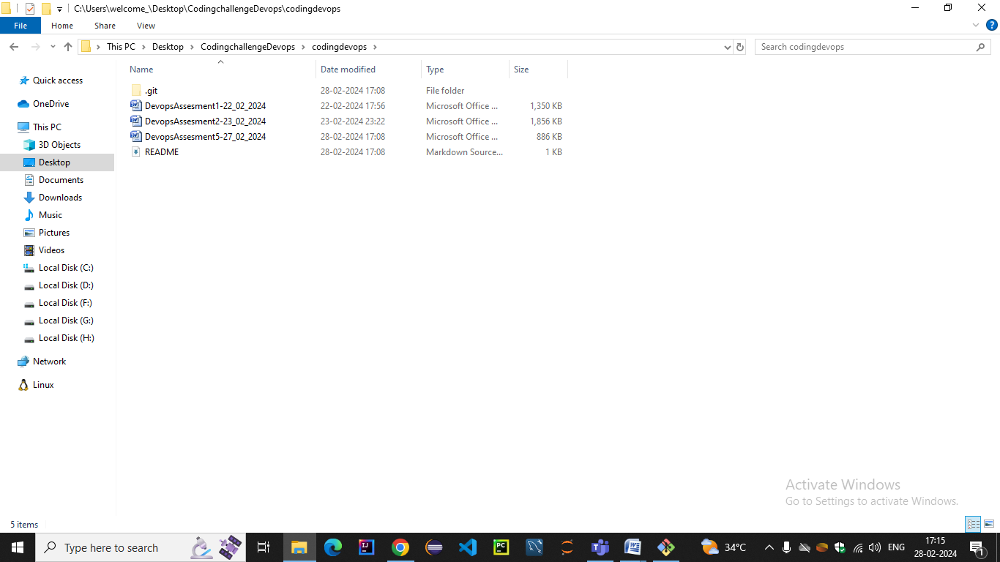 C:\Users\welcome_\Desktop\CodingchallengeDevops\codingdevops
File Home Share View
This PC Desktop CodingchallengeDevops codingdevops
Search codingdevops
Name Date modified Type Size
.git 28-02-2024 17:08 File folder
DevopsAssesment1-22_02_2024 22-02-2024 17:56 Microsoft Office ... 1,350 KB
DevopsAssesment2-23_02_2024 23-02-2024 23:22 Microsoft Office ... 1,856 KB
DevopsAssesment5-27_02_2024 28-02-2024 17:08 Microsoft Office ... 886 KB
README 28-02-2024 17:08 Markdown Source... 1 KB
Quick access
OneDrive
This PC
3D Objects
Desktop
Documents
Downloads
Music
Pictures
Videos
Local Disk (C:)
Local Disk (D:)
Local Disk (F:)
Local Disk (G:)
Local Disk (H:)
Network
Linux
Activate Windows
Go to Settings to activate Windows.
5 items
Type here to search
34°C
ENG
17:15
28-02-2024
1